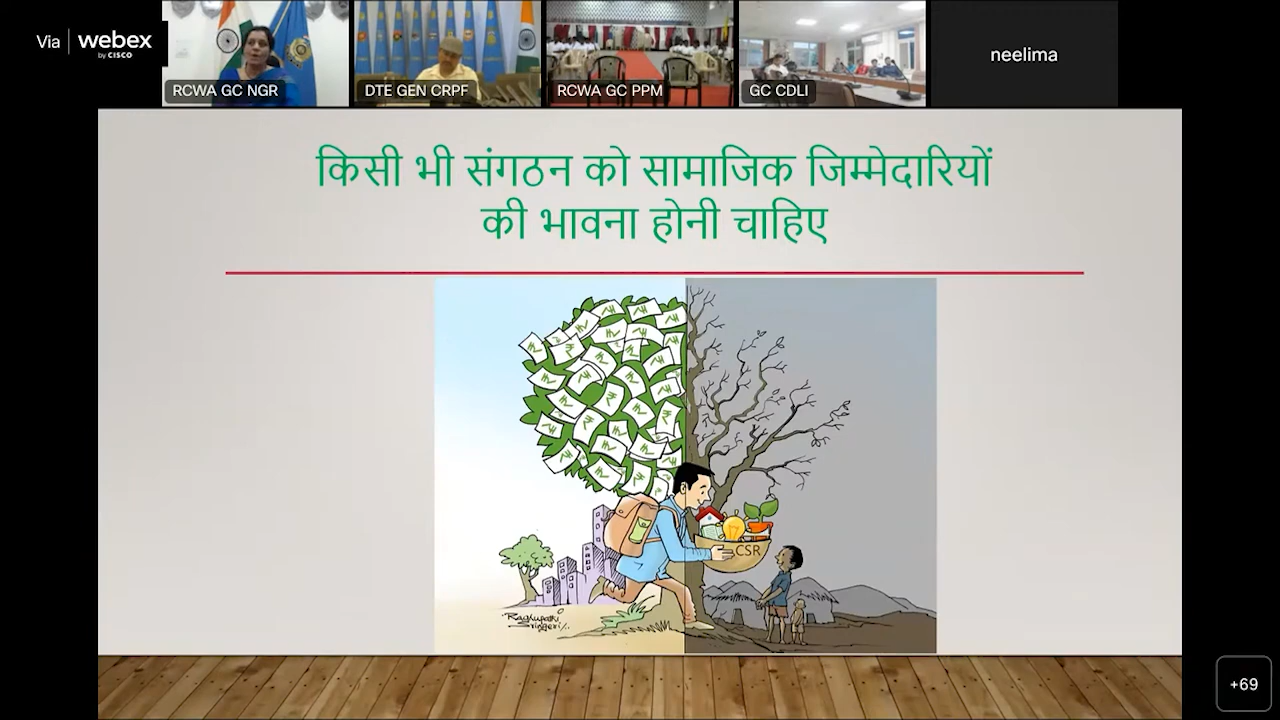 Via webex
by CISCO
RCWA GC NGR
DTE GEN CRPF
RCWA GC PPM
GC CDLI
neelima
किसी भी संगठन को सामाजिक जिम्मेदारियों
की भावना होनी चाहिए
CSR
+69